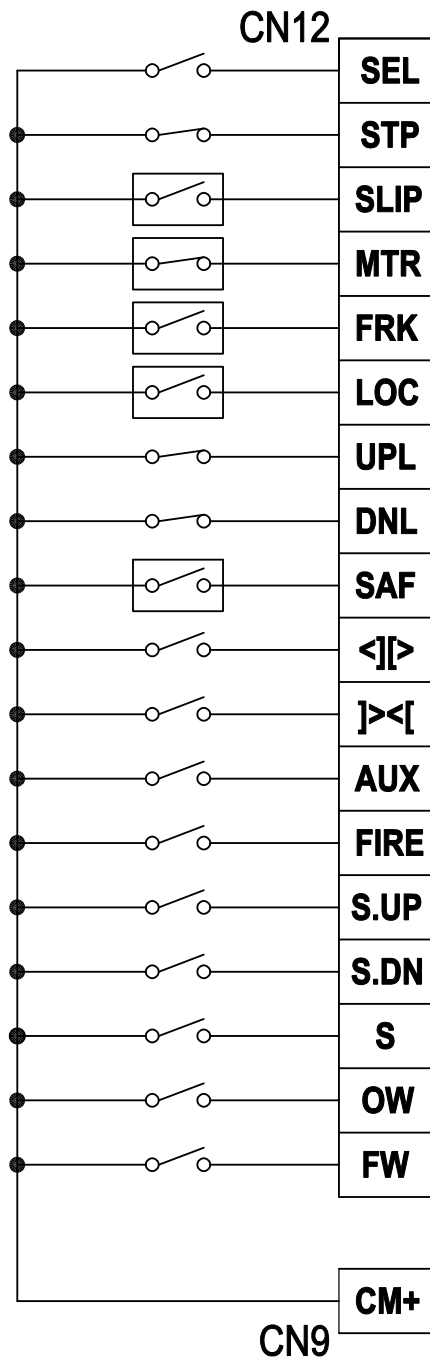 CN12
SEL
STP
SLIP
MTR
FRK
LOC
UPL
DNL
SAF
<][>
]><[
AUX
FIRE
S.UP
S.DN
S
OW
FW
CM+
CN9